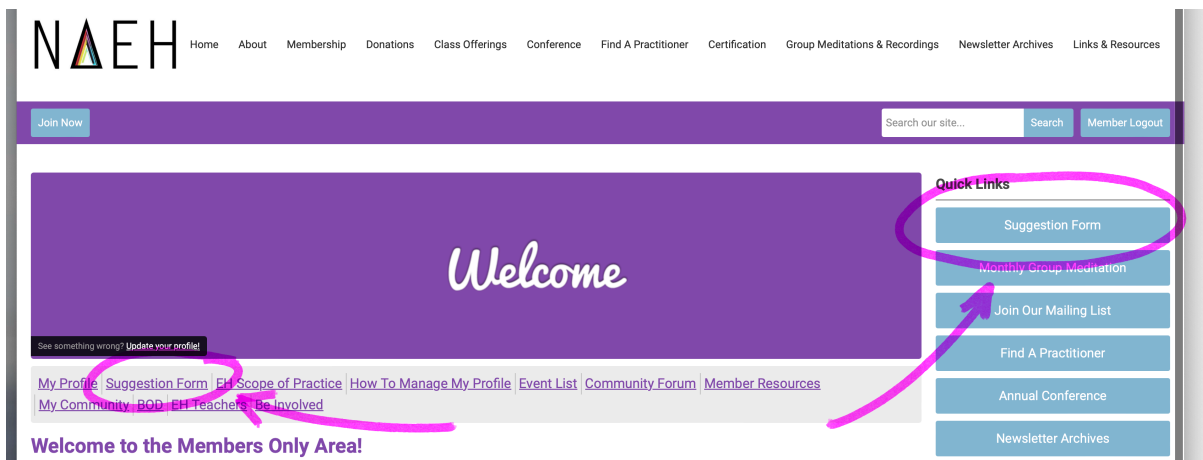 NAEH
Home About Membership Donations Class Offerings Conference Find A Practitioner Certification Group Meditations & Recordings Newsletter Archives Links & Resources
Join Now
Search our site... Search Member Logout
Quick Links
Suggestion Form
Welcome
Monthly Group Meditation
Join Our Mailing List
See something wrong? Update your profile!
Find A Practitioner
My Profile Suggestion Form EH Scope of Practice How To Manage My Profile Event List Community Forum Member Resources
My Community BOD EH Teachers Be Involved
Annual Conference
Welcome to the Members Only Area!
Newsletter Archives